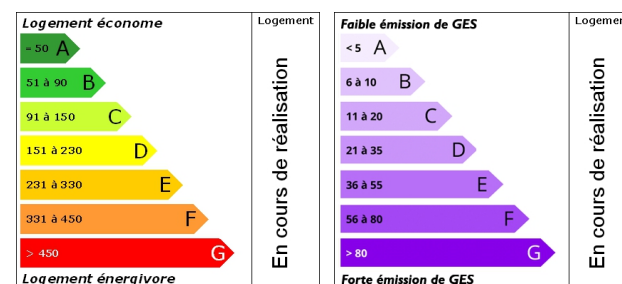 Logement économe
Logement
= 50 A
51 à 90 B
91 à 150 C
151 à 230 D
231 à 330 E
331 à 450 F
> 450 G
Logement énergivore
En cours de réalisation
Faible émission de GES
Logement
< 5 A
6 à 10 B
11 à 20 C
21 à 35 D
36 à 55 E
56 à 80 F
> 80 G
Forte émission de GES
En cours de réalisation